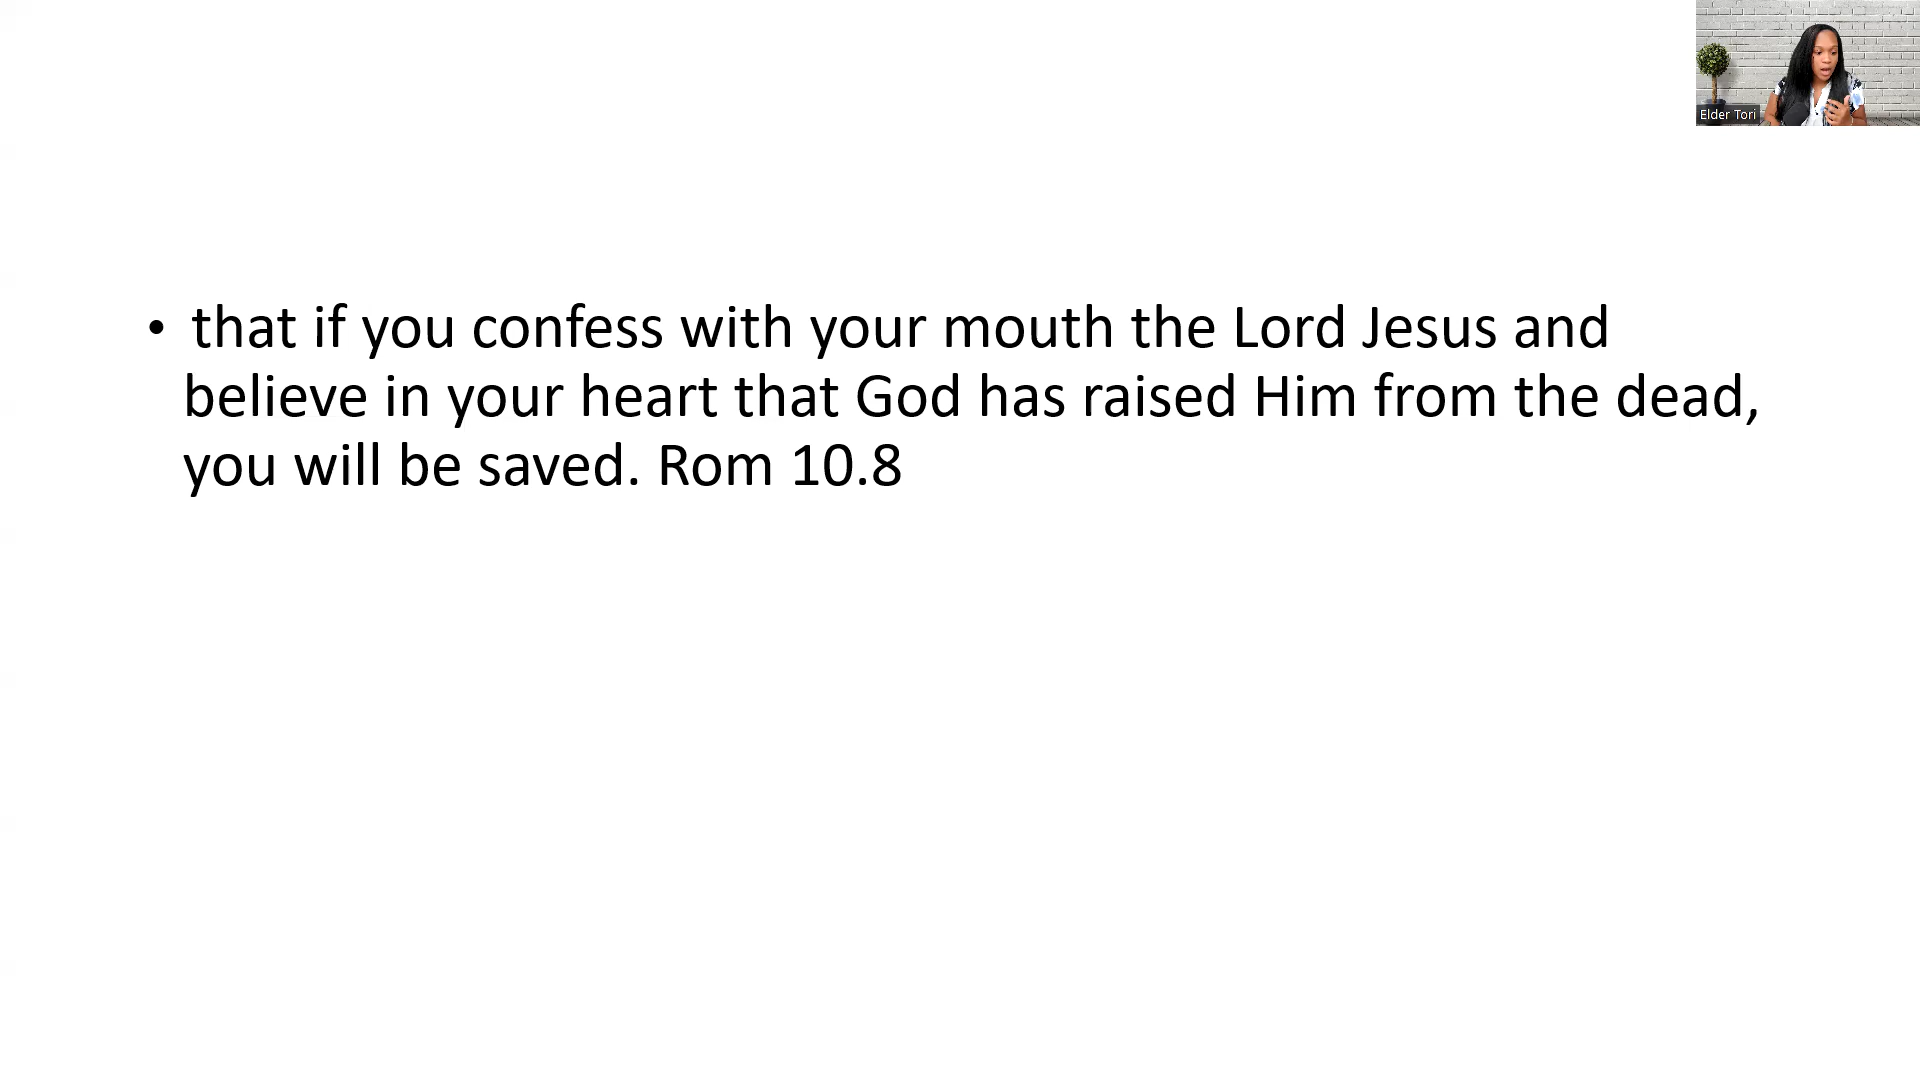 Elder Tori
• that if you confess with your mouth the Lord Jesus and
believe in your heart that God has raised Him from the dead,
you will be saved. Rom 10.8